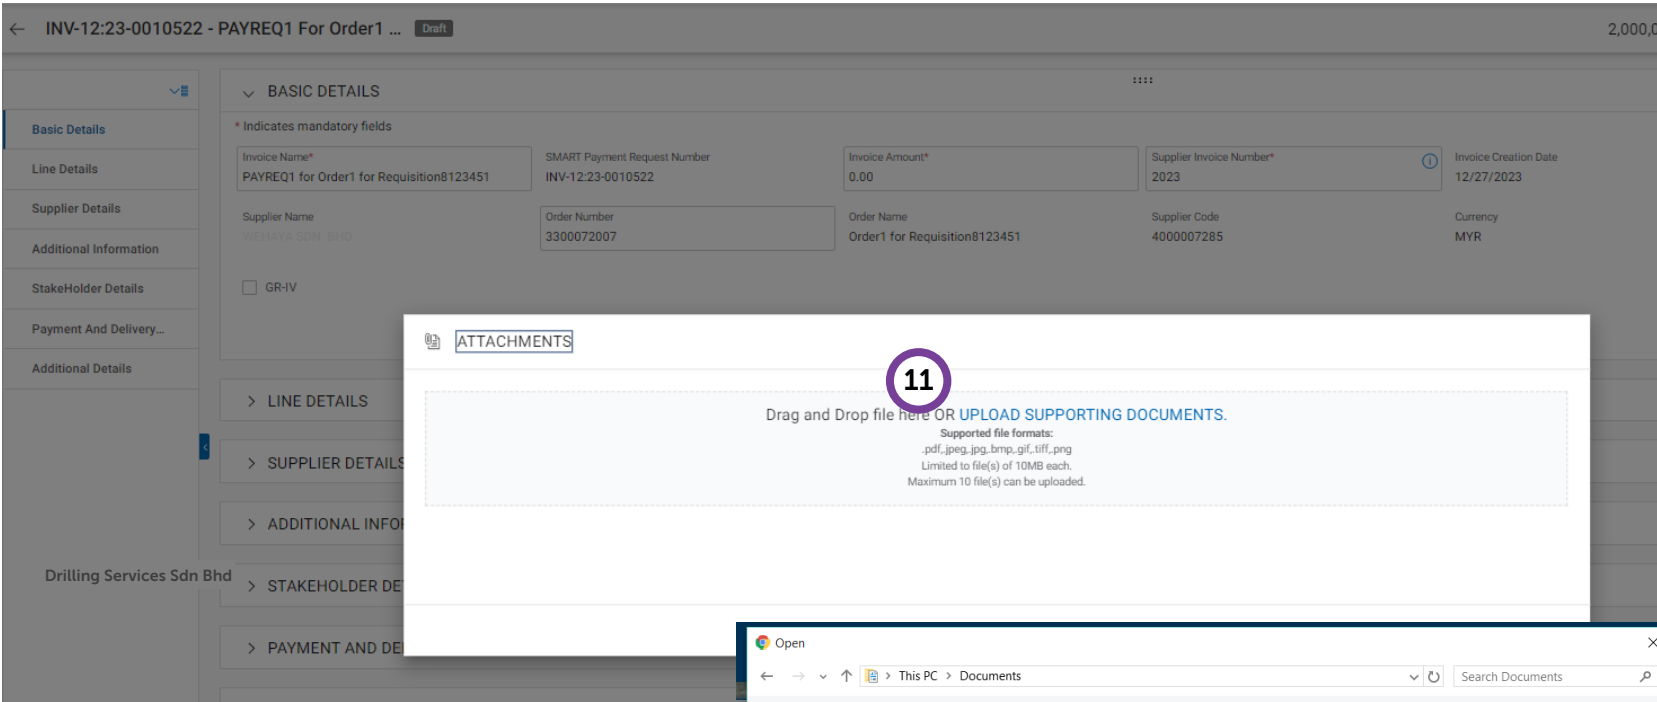 INV-12:23-0010522 - PAYREQ1 For Order1 ... Draft
2,000,0
BASIC DETAILS
Basic Details
Line Details
Supplier Details
Additional Information
StakeHolder Details
Payment And Delivery...
Additional Details
* Indicates mandatory fields
Invoice Name* SMART Payment Request Number Invoice Amount* Supplier Invoice Number* Invoice Creation Date
PAYREQ1 for Order1 for Requisition8123451 INV-12:23-0010522 0.00 2023 12/27/2023
Supplier Name Order Number Order Name Supplier Code Currency
WEHAYA SDN. BHD. 3300072007 Order1 for Requisition8123451 4000007285 MYR
GR-IV
ATTACHMENTS
11
Drag and Drop file here OR UPLOAD SUPPORTING DOCUMENTS.
Supported file formats:
.pdf,.jpeg,.jpg,.bmp,.gif,.tiff,.png
Limited to file(s) of 10MB each.
Maximum 10 file(s) can be uploaded.
LINE DETAILS
SUPPLIER DETAILS
ADDITIONAL INFO
Drilling Services Sdn Bhd
STAKEHOLDER DE
PAYMENT AND DE
Open
This PC > Documents
Search Documents